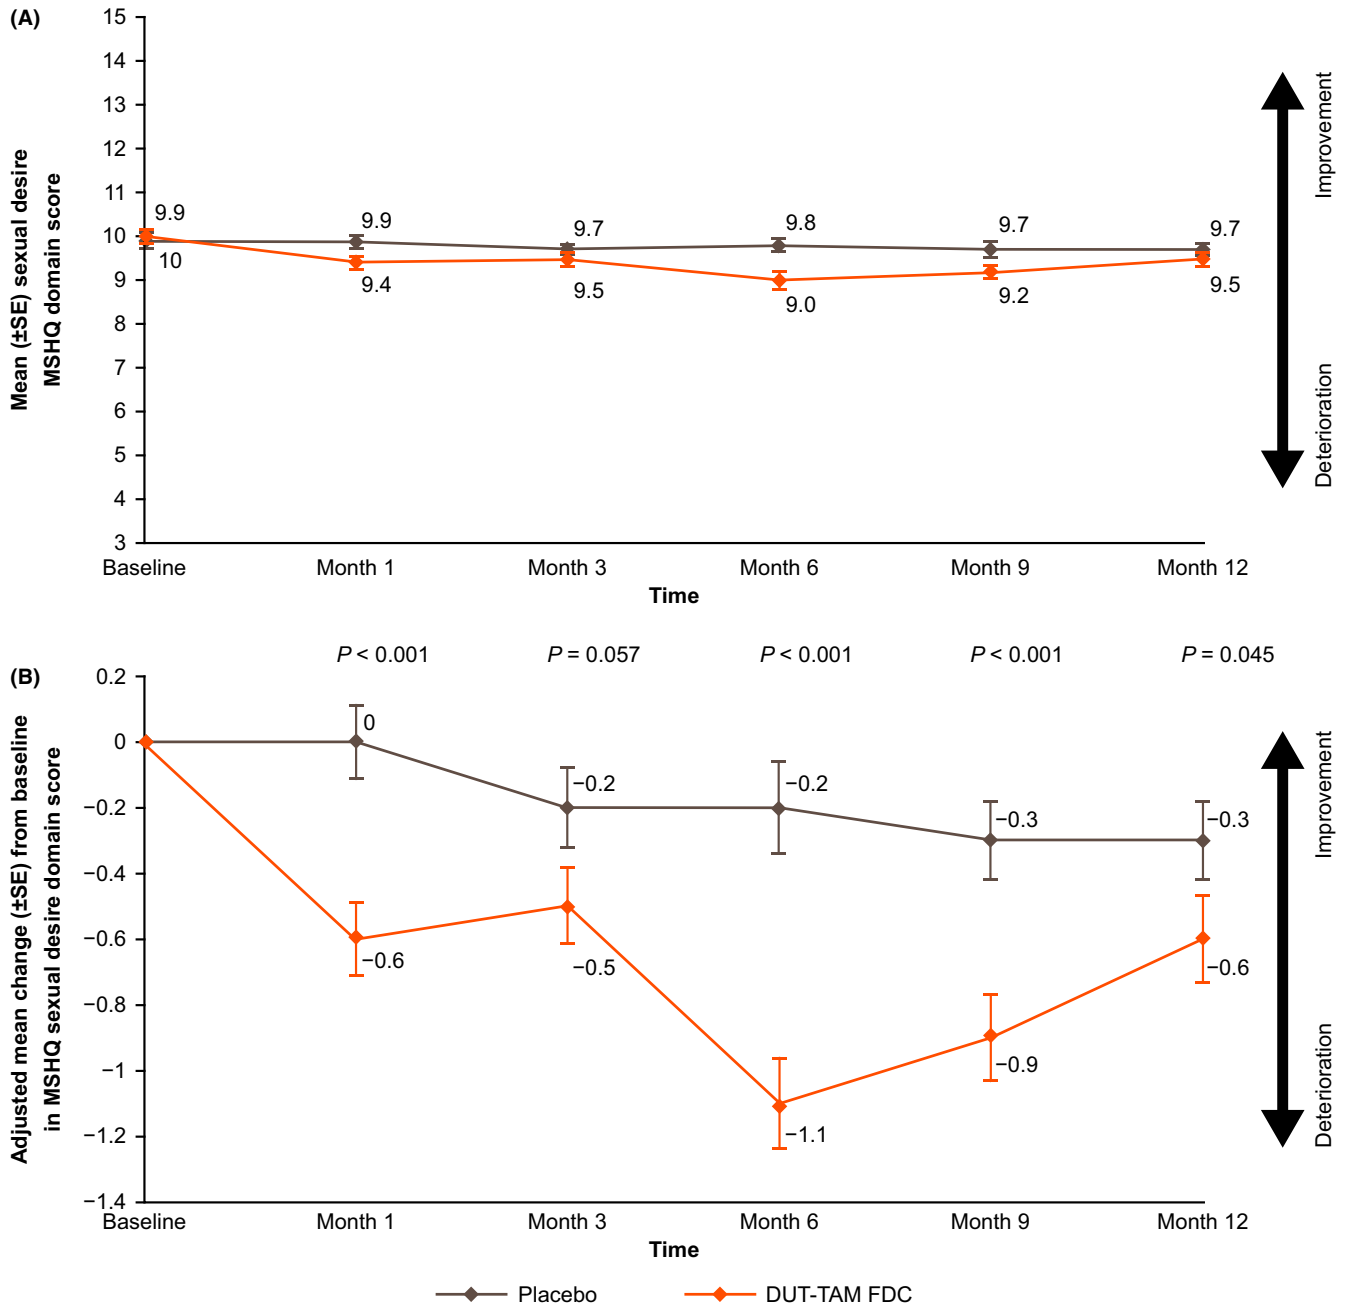 (A)
Mean (±SE) sexual desire
MSHQ domain score
15
14
13
12
11
10
9
8
7
6
5
4
3
9.9
9.9
9.7
9.8
9.7
9.7
10
9.4
9.5
9.0
9.2
9.5
Improvement
Deterioration
Baseline Month 1 Month 3 Month 6 Month 9 Month 12
Time
P < 0.001 P = 0.057 P < 0.001 P < 0.001 P = 0.045
(B)
Adjusted mean change (±SE) from baseline
in MSHQ sexual desire domain score
0.2
0
−0.2
−0.4
−0.6
−0.8
−1
−1.2
−1.4
0
−0.2
−0.2
−0.3
−0.3
−0.6
−0.5
−1.1
−0.9
−0.6
Improvement
Deterioration
Baseline Month 1 Month 3 Month 6 Month 9 Month 12
Time
Placebo DUT-TAM FDC